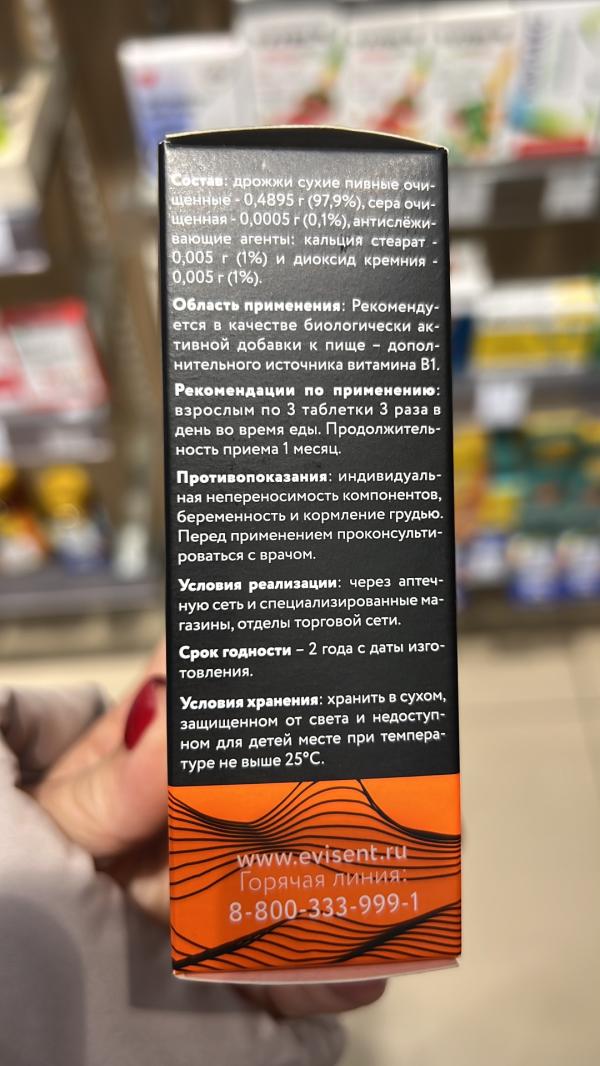 Состав: дрожжи сухие пивные очи-
щенные - 0,4895 г (97,9%), сера очи-
щенная - 0,0005 г (0,1%), антислёжи-
вающие агенты: кальция стеарат -
0,005 г (1%) и диоксид кремния -
0,005 г (1%).
Область применения: Рекоменду-
ется в качестве биологически ак-
тивной добавки к пище – допол-
нительного источника витамина В1.
Рекомендации по применению:
взрослым по 3 таблетки 3 раза в
день во время еды. Продолжитель-
ность приема 1 месяц.
Противопоказания: индивидуаль-
ная непереносимость компонентов,
беременность и кормление грудью.
Перед применением проконсульти-
роваться с врачом.
Условия реализации: через аптеч-
ную сеть и специализированные ма-
газины, отделы торговой сети.
Срок годности – 2 года с даты изго-
товления.
Условия хранения: хранить в сухом,
защищенном от света и недоступ-
ном для детей месте при темпера-
туре не выше 25°С.
www.evisent.ru
Горячая линия:
8-800-333-999-1